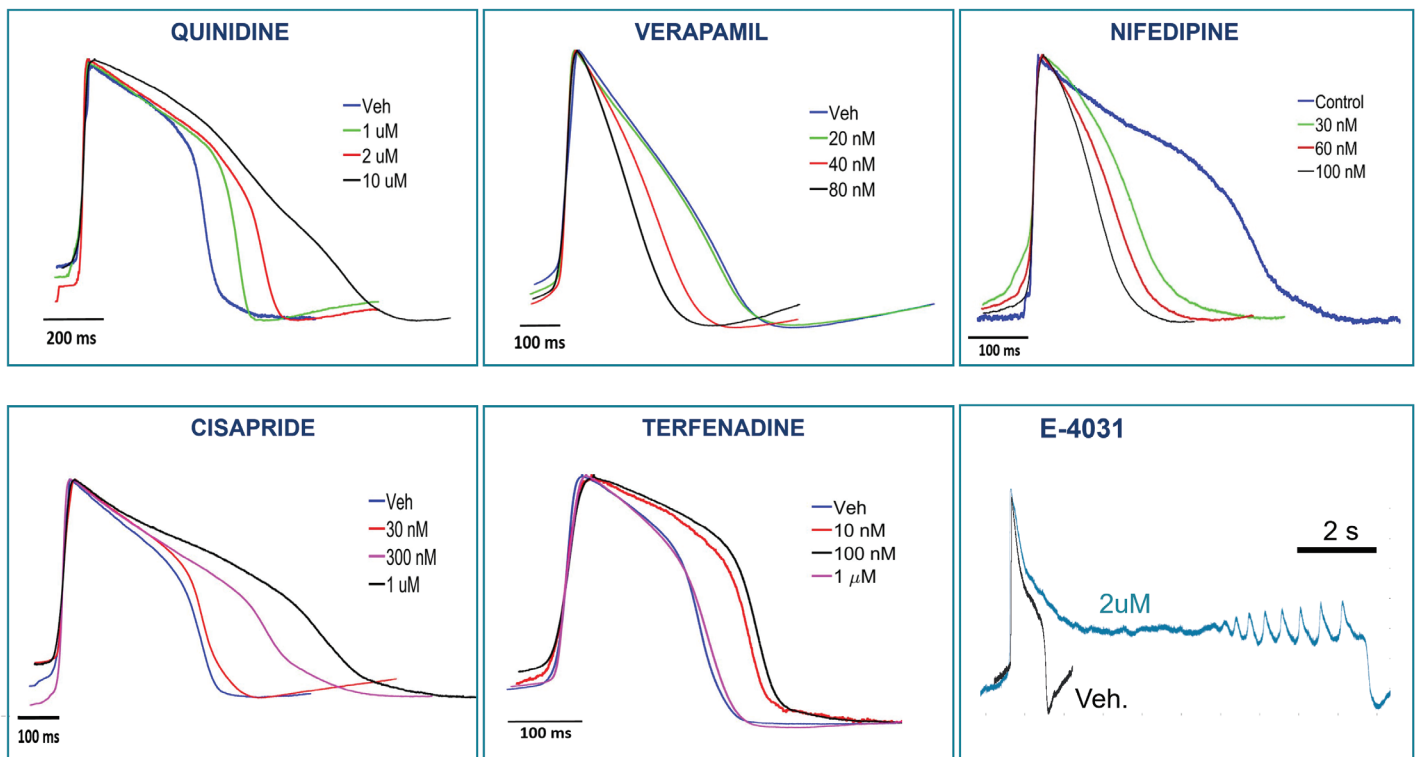 QUINIDINE
Veh
1 uM
2 uM
10 uM
200 ms
VERAPAMIL
Veh
20 nM
40 nM
80 nM
100 ms
NIFEDIPINE
Control
30 nM
60 nM
100 nM
100 ms
CISAPRIDE
Veh
30 nM
300 nM
1 uM
100 ms
TERFENADINE
Veh
10 nM
100 nM
1 μM
100 ms
E-4031
2 s
2uM
Veh.